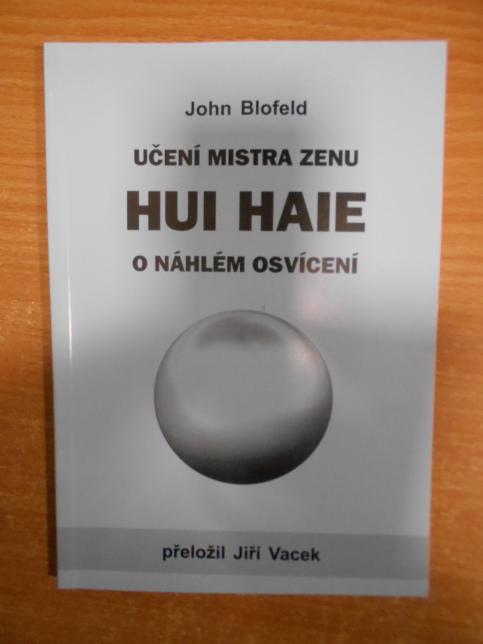 John Blofeld
UČENÍ MISTRA ZENU
HUI HAIE
O NÁHLÉM OSVÍCENÍ
přeložil Jiří Vacek